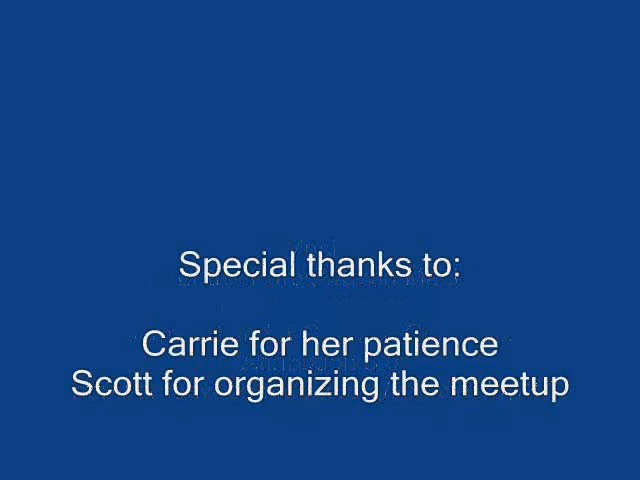 Special thanks to:
Carrie for her patience
Scott for organizing the meetup